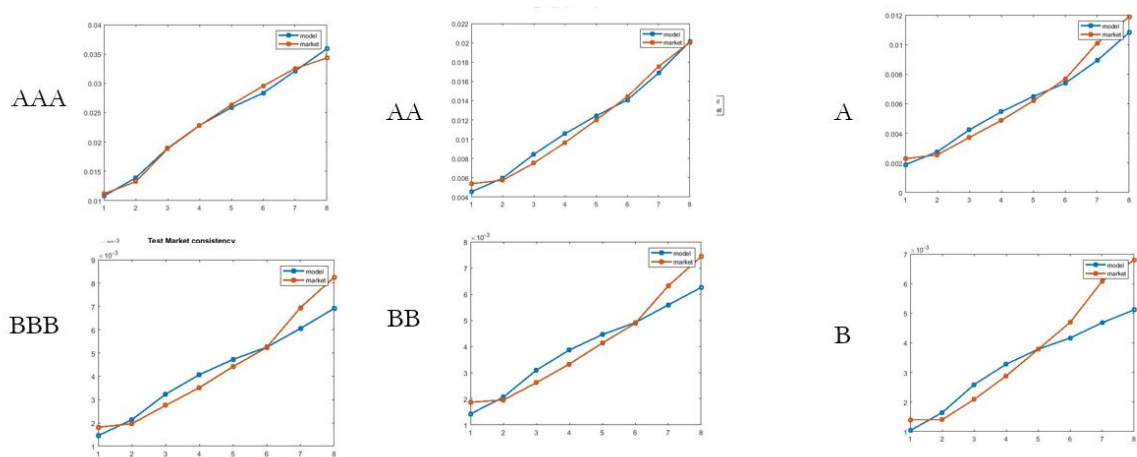 AAA
0.04
0.035
0.03
0.025
0.02
0.015
0.01
1 2 3 4 5 6 7 8
model
market
AA
0.022
0.02
0.018
0.016
0.014
0.012
0.01
0.008
0.006
0.004
1 2 3 4 5 6 7 8
model
market
A
0.012
0.01
0.008
0.006
0.004
0.002
0
1 2 3 4 5 6 7 8
model
market
BBB
Test Market consistency
9
8
7
6
5
4
3
2
1
1 2 3 4 5 6 7 8
model
market
BB
× 10⁻³
8
7
6
5
4
3
2
1
1 2 3 4 5 6 7 8
model
market
B
× 10⁻³
7
6
5
4
3
2
1
1 2 3 4 5 6 7 8
model
market